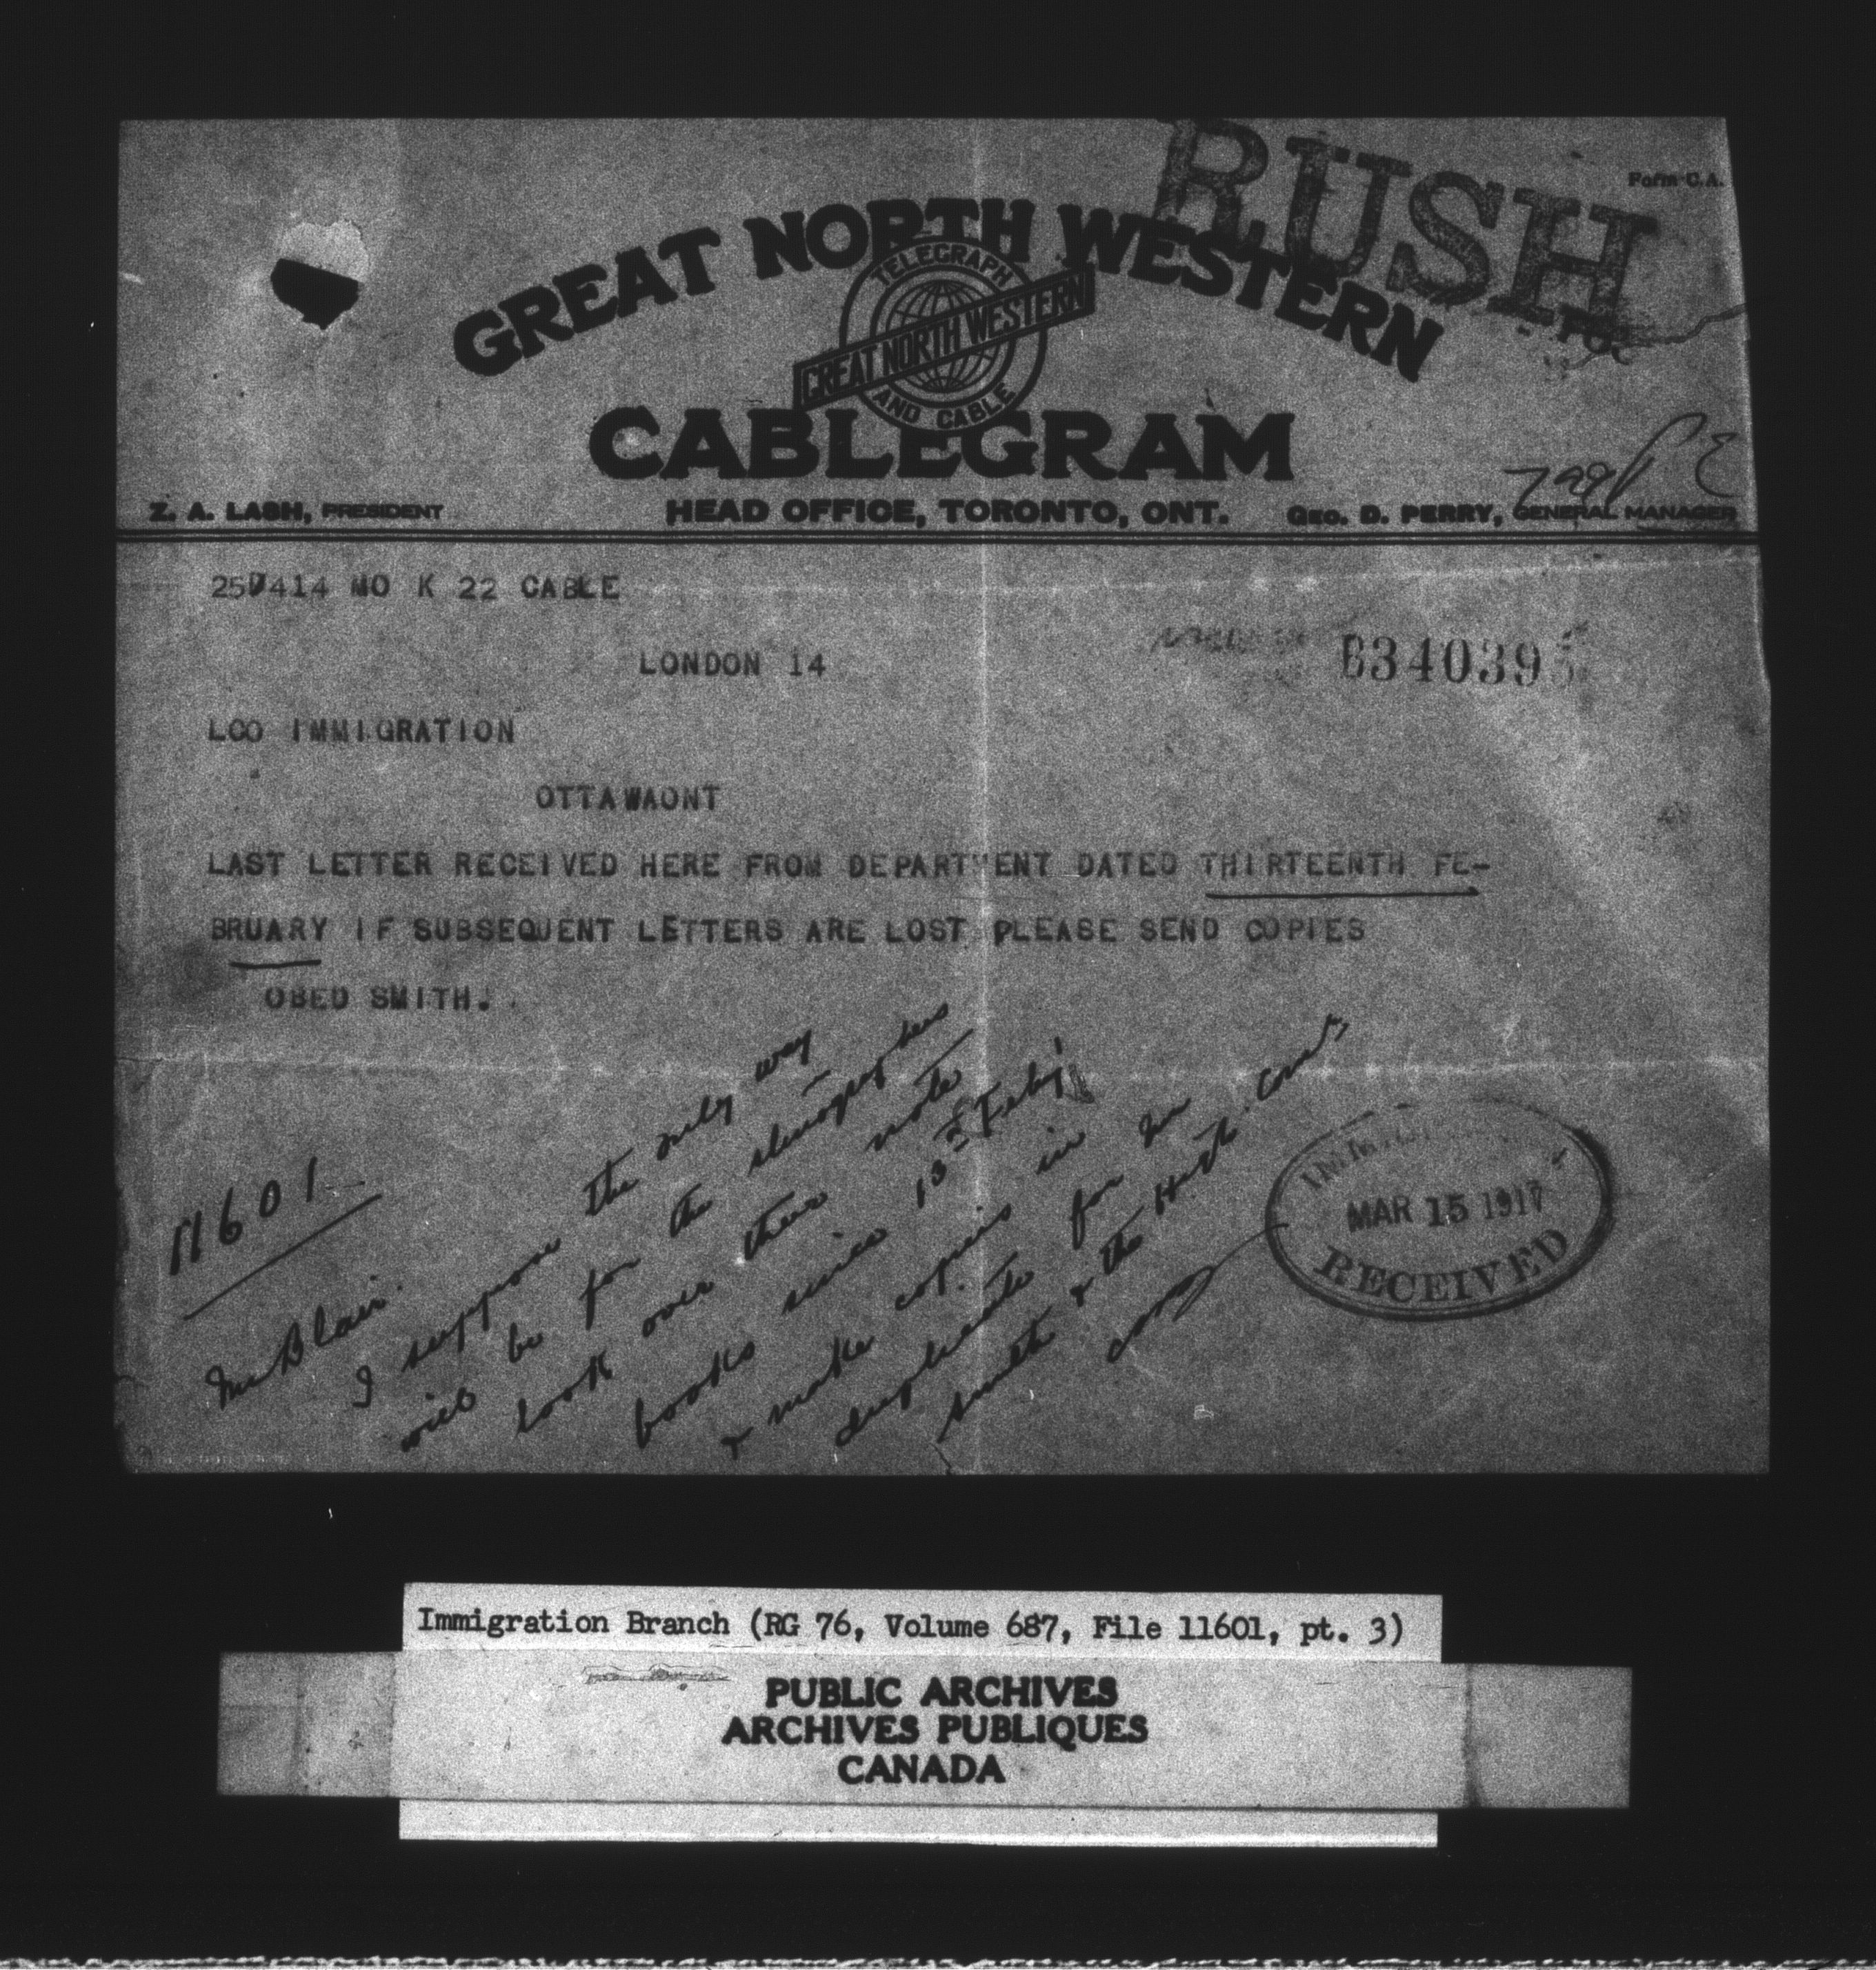 RUSH
Form C.A.
GREAT NORTH WESTERN
TELEGRAPH
GREAT NORTH WESTERN
AND CABLE
CABLEGRAM
Z. A. LASH, PRESIDENT
HEAD OFFICE, TORONTO, ONT.
GEO. D. PERRY, GENERAL MANAGER
414 MO K 22 CABLE
LONDON 14
LCO IMMIGRATION
OTTAWAONT
LAST LETTER RECEIVED HERE FROM DEPARTMENT DATED THIRTEENTH FE-
BRUARY IF SUBSEQUENT LETTERS ARE LOST PLEASE SEND COPIES
OBED SMITH.
11601
Mr Blair.
I suppose the only way
will be for the stenographers
look over their note
books since 13th Feby
& make copies in
duplicate for Mr
Smith & the High Com'r
MAR 15 1917
RECEIVED
Immigration Branch (RG 76, Volume 687, File 11601, pt. 3)
PUBLIC ARCHIVES
ARCHIVES PUBLIQUES
CANADA